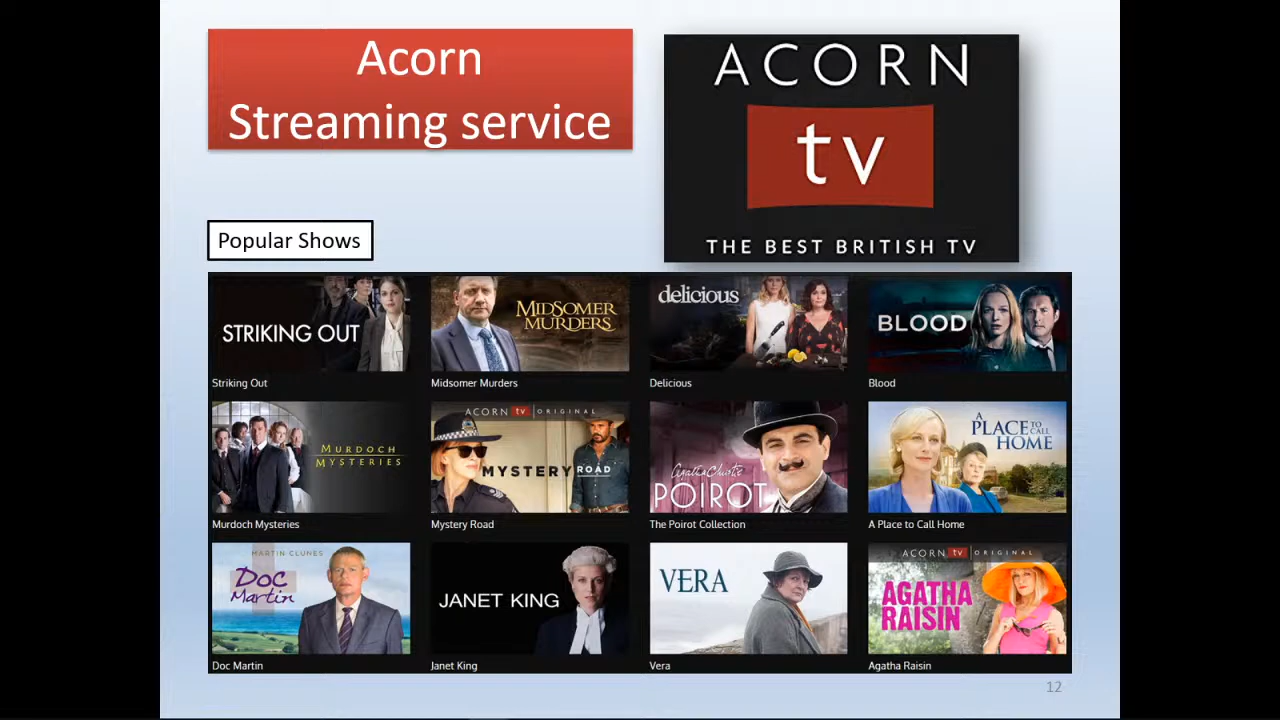 Acorn
Streaming service
ACORN
tv
THE BEST BRITISH TV
Popular Shows
STRIKING OUT
MIDSOMER
MURDERS
delicious
BLOOD
Striking Out
Midsomer Murders
Delicious
Blood
MURDOCH
MYSTERIES
ACORN tv ORIGINAL
MYSTERY ROAD
Agatha Christie
POIROT
A
PLACE TO
CALL
HOME
Murdoch Mysteries
Mystery Road
The Poirot Collection
A Place to Call Home
MARTIN CLUNES
Doc
Martin
JANET KING
VERA
ACORN tv ORIGINAL
AGATHA
RAISIN
Doc Martin
Janet King
Vera
Agatha Raisin
12